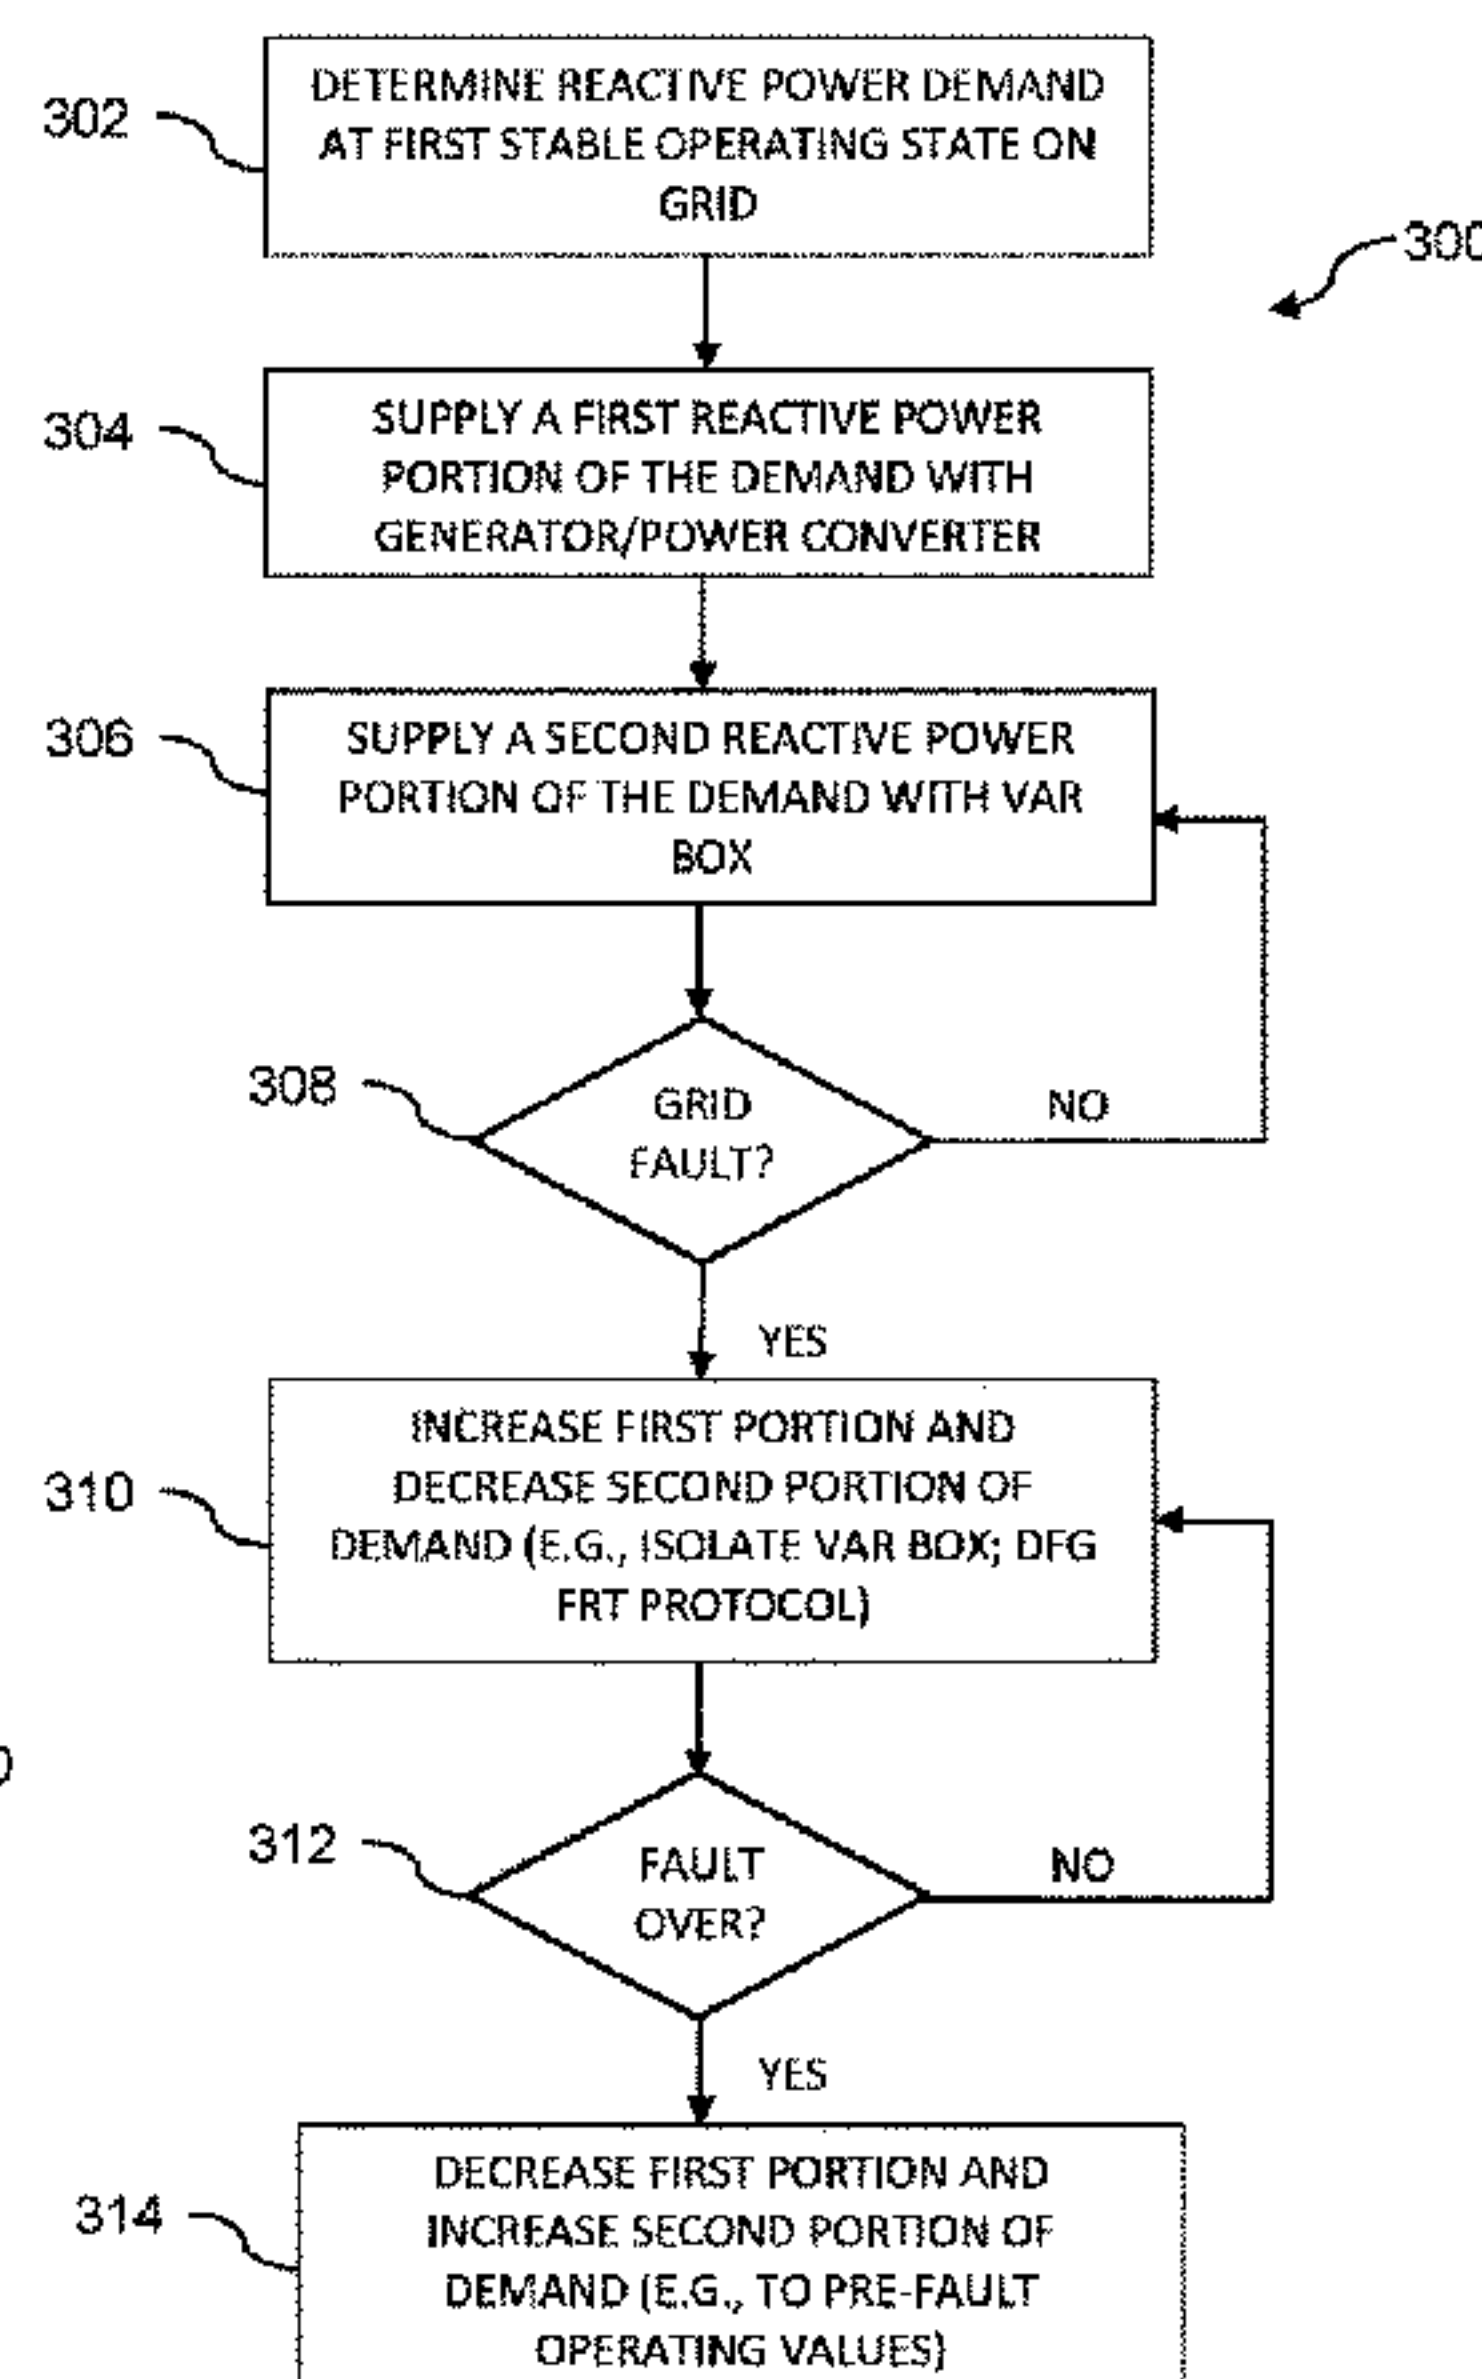 302
DETERMINE REACTIVE POWER DEMAND
AT FIRST STABLE OPERATING STATE ON
GRID
300
304
SUPPLY A FIRST REACTIVE POWER
PORTION OF THE DEMAND WITH
GENERATOR/POWER CONVERTER
306
SUPPLY A SECOND REACTIVE POWER
PORTION OF THE DEMAND WITH VAR
BOX
308
GRID
FAULT?
NO
YES
310
INCREASE FIRST PORTION AND
DECREASE SECOND PORTION OF
DEMAND (E.G., ISOLATE VAR BOX; DFG
FRT PROTOCOL)
312
FAULT
OVER?
NO
YES
314
DECREASE FIRST PORTION AND
INCREASE SECOND PORTION OF
DEMAND (E.G., TO PRE-FAULT
OPERATING VALUES)